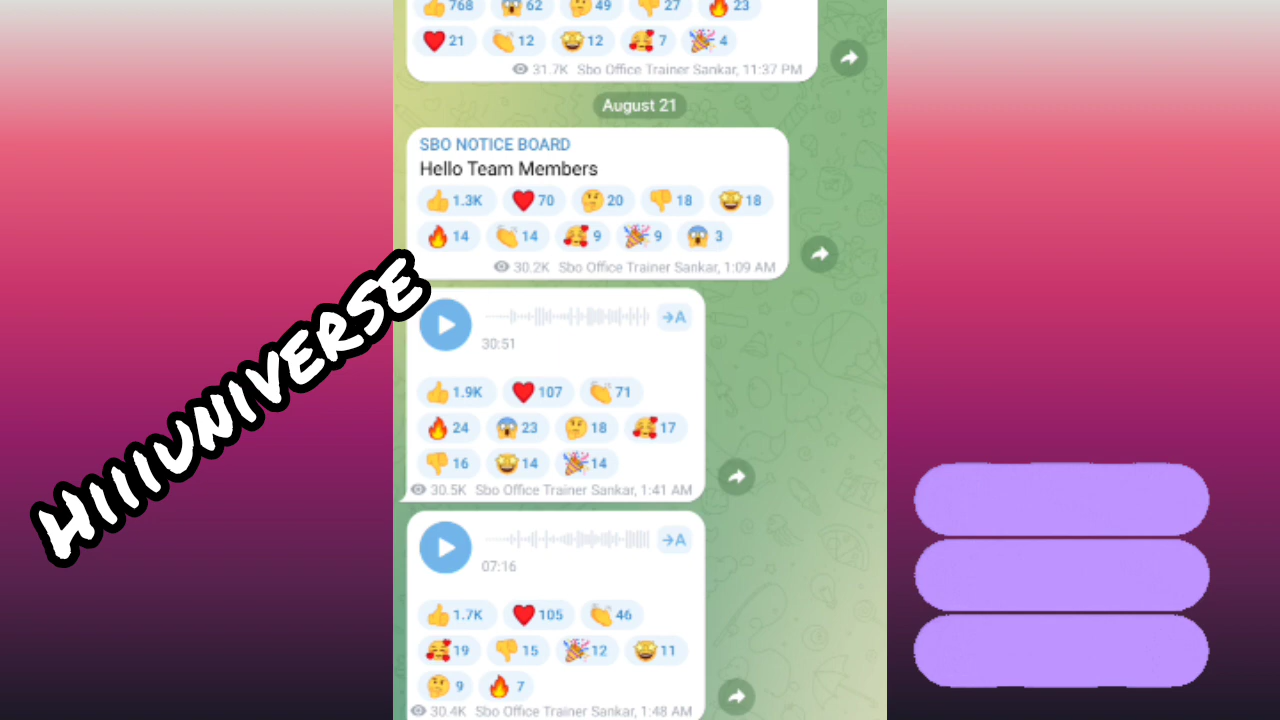 768 62 49 27 23
21 12 12 7 4
31.7K Sbo Office Trainer Sankar, 11:37 PM
August 21
SBO NOTICE BOARD
Hello Team Members
1.3K 70 20 18 18
14 14 9 9 3
30.2K Sbo Office Trainer Sankar, 1:09 AM
HIIIUNIVERSE
A
30:51
1.9K 107 71
24 23 18 17
16 14 14
30.5K Sbo Office Trainer Sankar, 1:41 AM
A
07:16
1.7K 105 46
19 15 12 11
9 7
30.4K Sbo Office Trainer Sankar, 1:48 AM